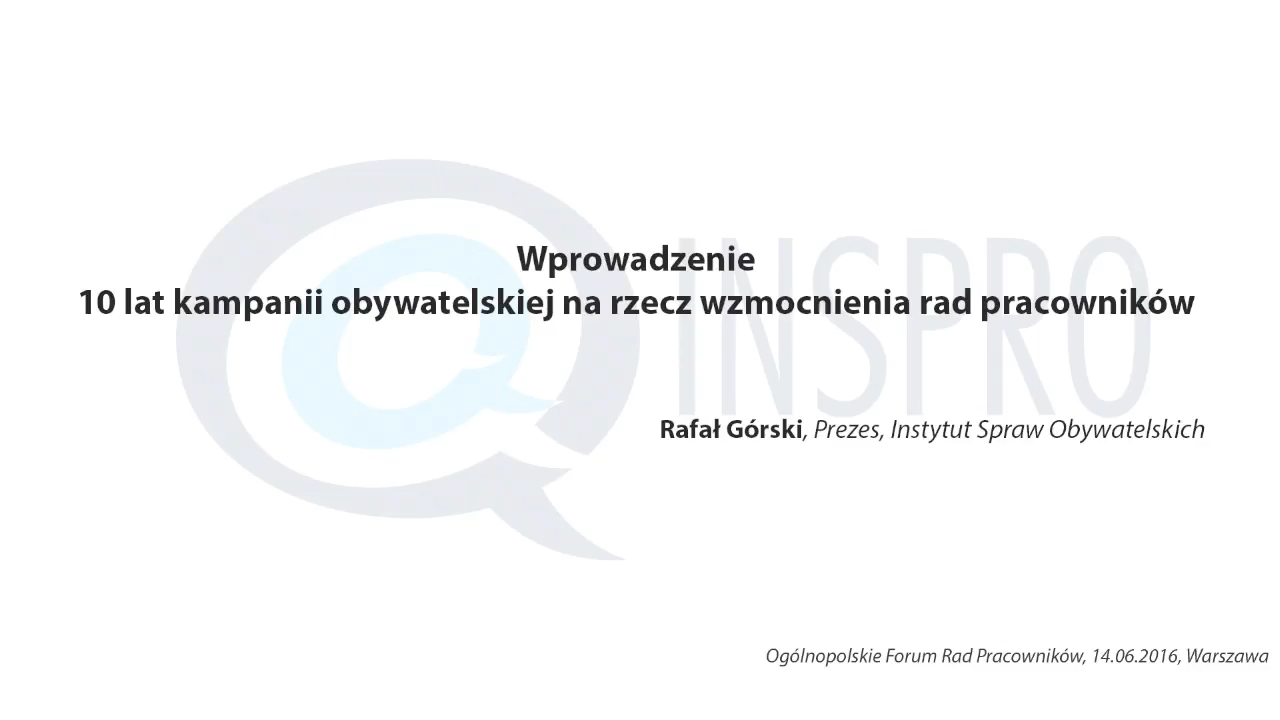 Wprowadzenie
10 lat kampanii obywatelskiej na rzecz wzmocnienia rad pracowników
INSPRO
Rafał Górski, Prezes, Instytut Spraw Obywatelskich
Ogólnopolskie Forum Rad Pracowników, 14.06.2016, Warszawa